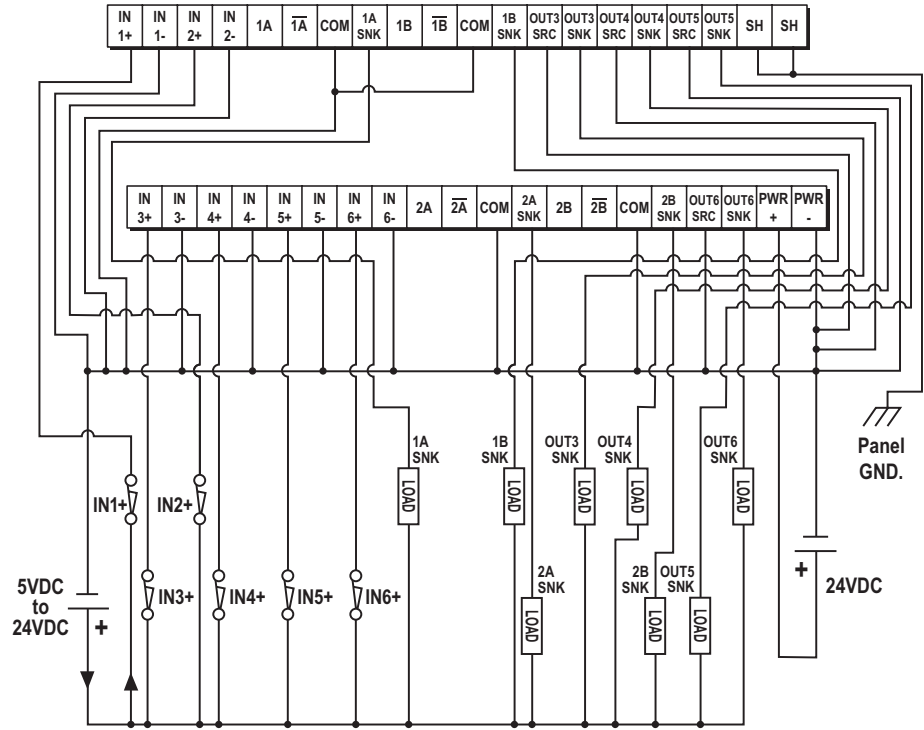 IN 1+ IN 1- IN 2+ IN 2- 1A 1A̅ COM 1A SNK 1B 1B̅ COM 1B SNK OUT3 SRC OUT3 SNK OUT4 SRC OUT4 SNK OUT5 SRC OUT5 SNK SH SH
IN 3+ IN 3- IN 4+ IN 4- IN 5+ IN 5- IN 6+ IN 6- 2A 2A̅ COM 2A SNK 2B 2B̅ COM 2B SNK OUT6 SRC OUT6 SNK PWR + PWR -
Panel
GND.
1A
SNK
1B
SNK
OUT3
SNK
OUT4
SNK
OUT6
SNK
LOAD
LOAD
LOAD
LOAD
LOAD
IN1+
IN2+
IN3+
IN4+
IN5+
IN6+
5VDC
to
24VDC
+
2A
SNK
2B
SNK
OUT5
SNK
LOAD
LOAD
LOAD
+
24VDC